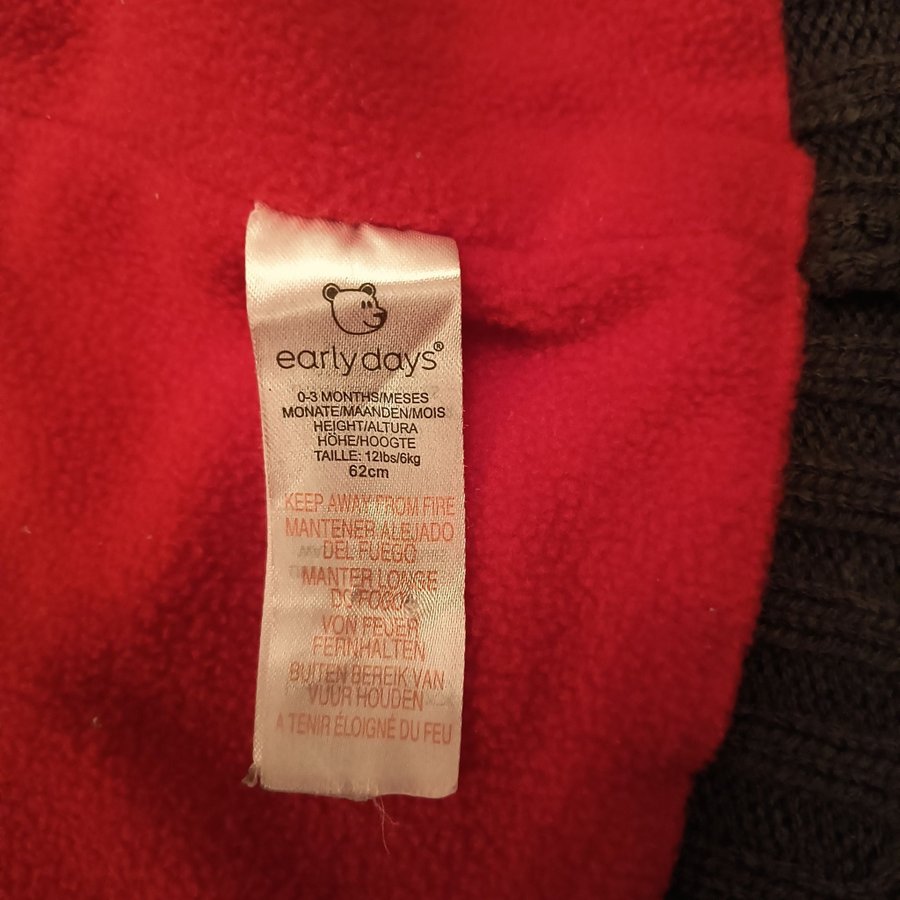 early days®
0-3 MONTHS/MESES
MONATE/MAANDEN/MOIS
HEIGHT/ALTURA
HÖHE/HOOGTE
TAILLE: 12lbs/6kg
62cm
KEEP AWAY FROM FIRE
MANTENER ALEJADO
DEL FUEGO
MANTER LONGE
DO FOGO
VON FEUER
FERNHALTEN
BUITEN BEREIK VAN
VUUR HOUDEN
A TENIR ÉLOIGNÉ DU FEU